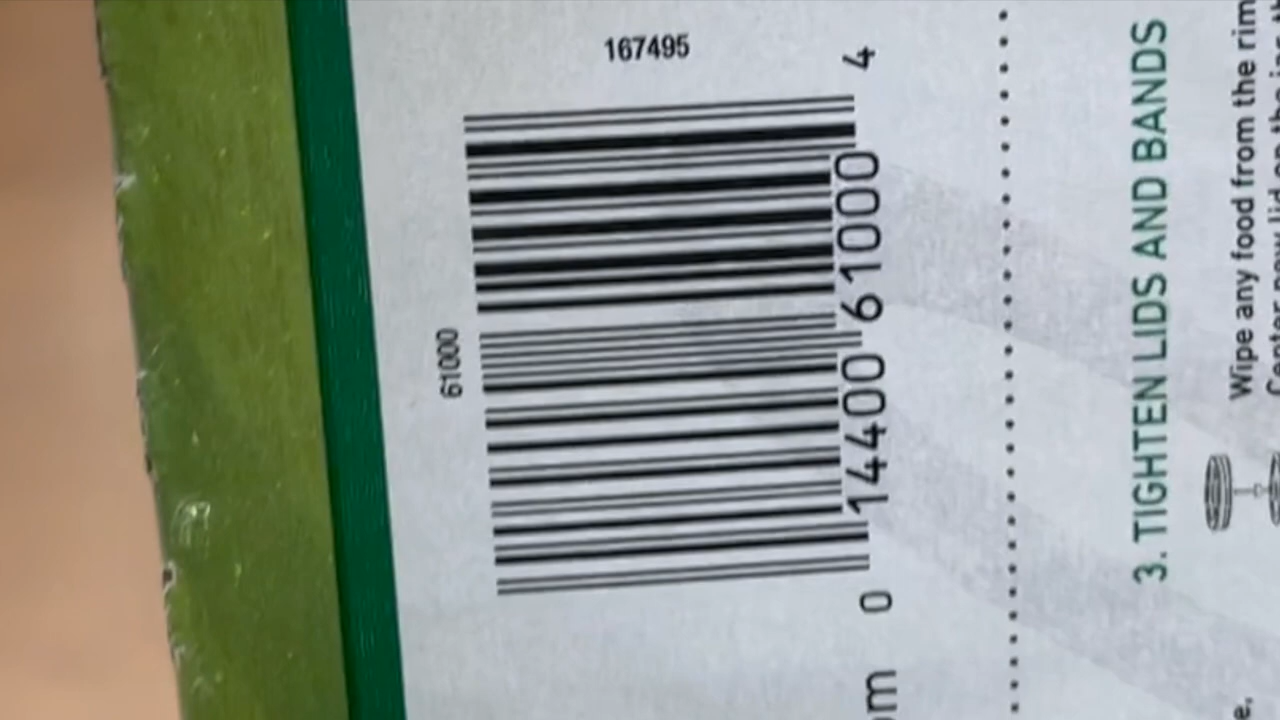 167495
61000
0 14400 61000 4
3. TIGHTEN LIDS AND BANDS
Wipe any food from the rim